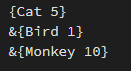 {Cat 5}
&{Bird 1}
&{Monkey 10}